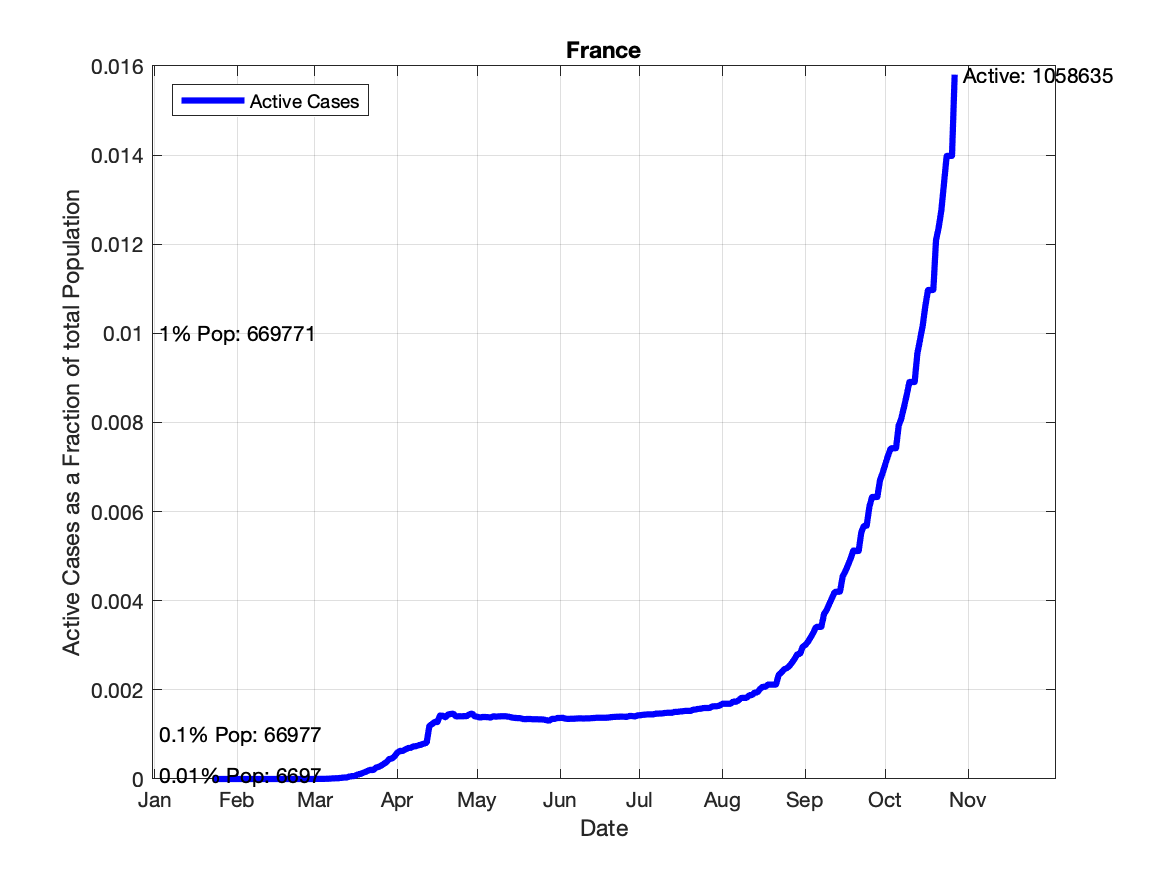 France
0.016
Active: 1058635
Active Cases
0.014
0.012
0.01
1% Pop: 669771
0.008
0.006
0.004
0.002
0.1% Pop: 66977
0.01% Pop: 6697
0
Jan Feb Mar Apr May Jun Jul Aug Sep Oct Nov
Date
Active Cases as a Fraction of total Population